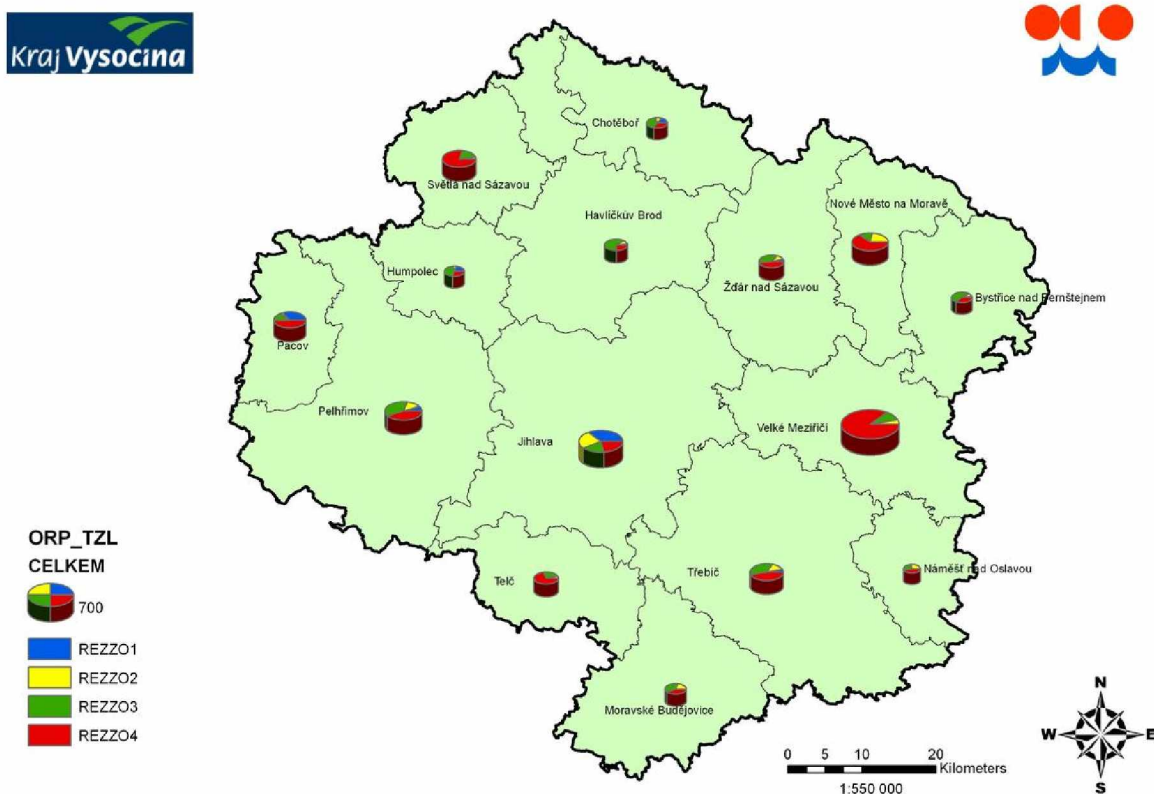 Kraj Vysočina
Chotěboř
Světlá nad Sázavou
Havlíčkův Brod
Nové Město na Moravě
Humpolec
Žďár nad Sázavou
Bystřice nad Pernštejnem
Pacov
Pelhřimov
Jihlava
Velké Meziříčí
Telč
Třebíč
Náměšť nad Oslavou
Moravské Budějovice
ORP_TZL
CELKEM
700
REZZO1
REZZO2
REZZO3
REZZO4
0 5 10 20
Kilometers
1:550 000
N
W E
S